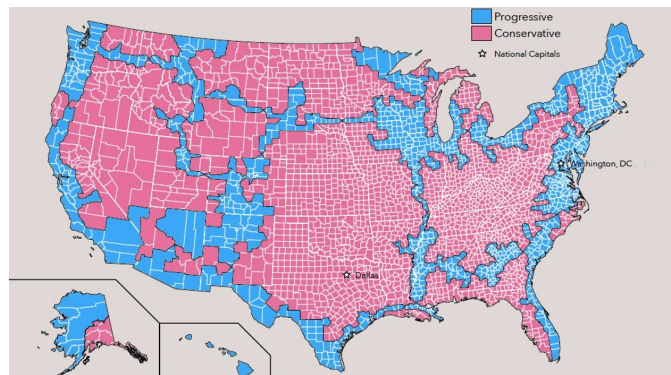 Progressive
Conservative
National Capitals
Washington, DC
Dallas